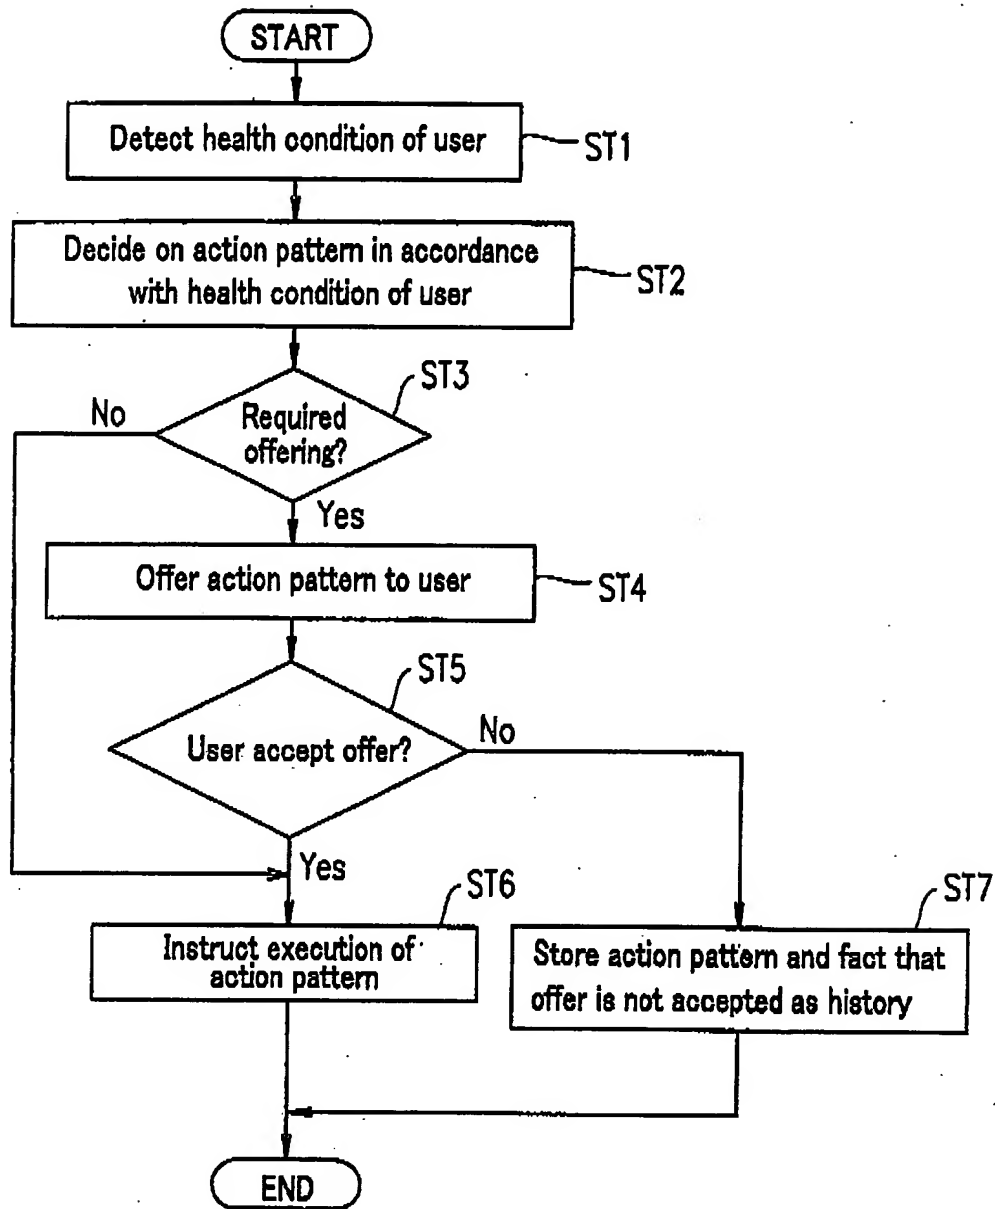 START
Detect health condition of user
ST1
Decide on action pattern in accordance
with health condition of user
ST2
ST3
No
Required
offering?
Yes
Offer action pattern to user
ST4
ST5
User accept offer?
No
Yes
ST6
Instruct execution of
action pattern
ST7
Store action pattern and fact that
offer is not accepted as history
END